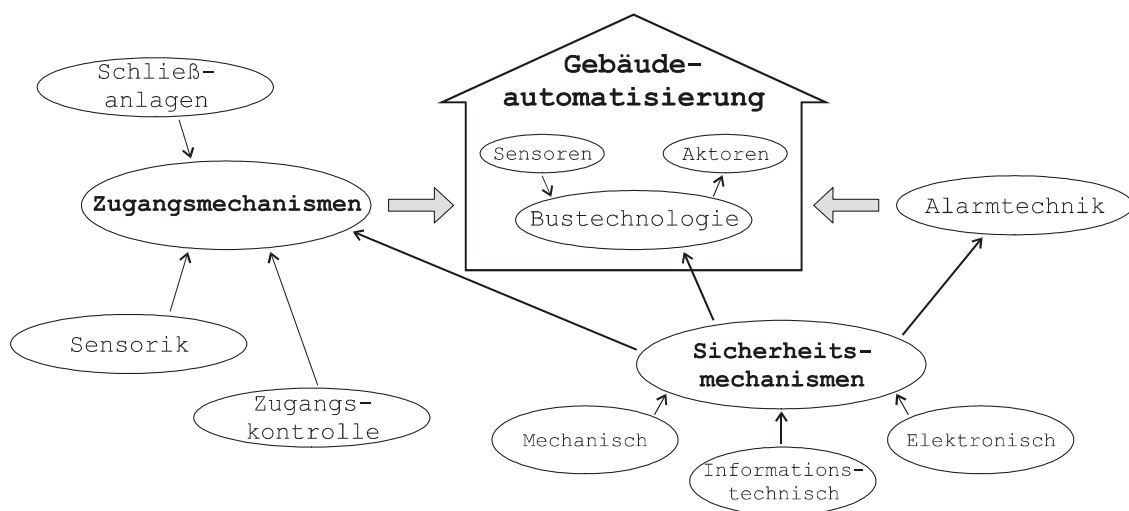 Schließ-
anlagen
Gebäude-
automatisierung
Sensoren
Aktoren
Zugangsmechanismen
Bustechnologie
Alarmtechnik
Sensorik
Sicherheits-
mechanismen
Zugangs-
kontrolle
Mechanisch
Elektronisch
Informations-
technisch